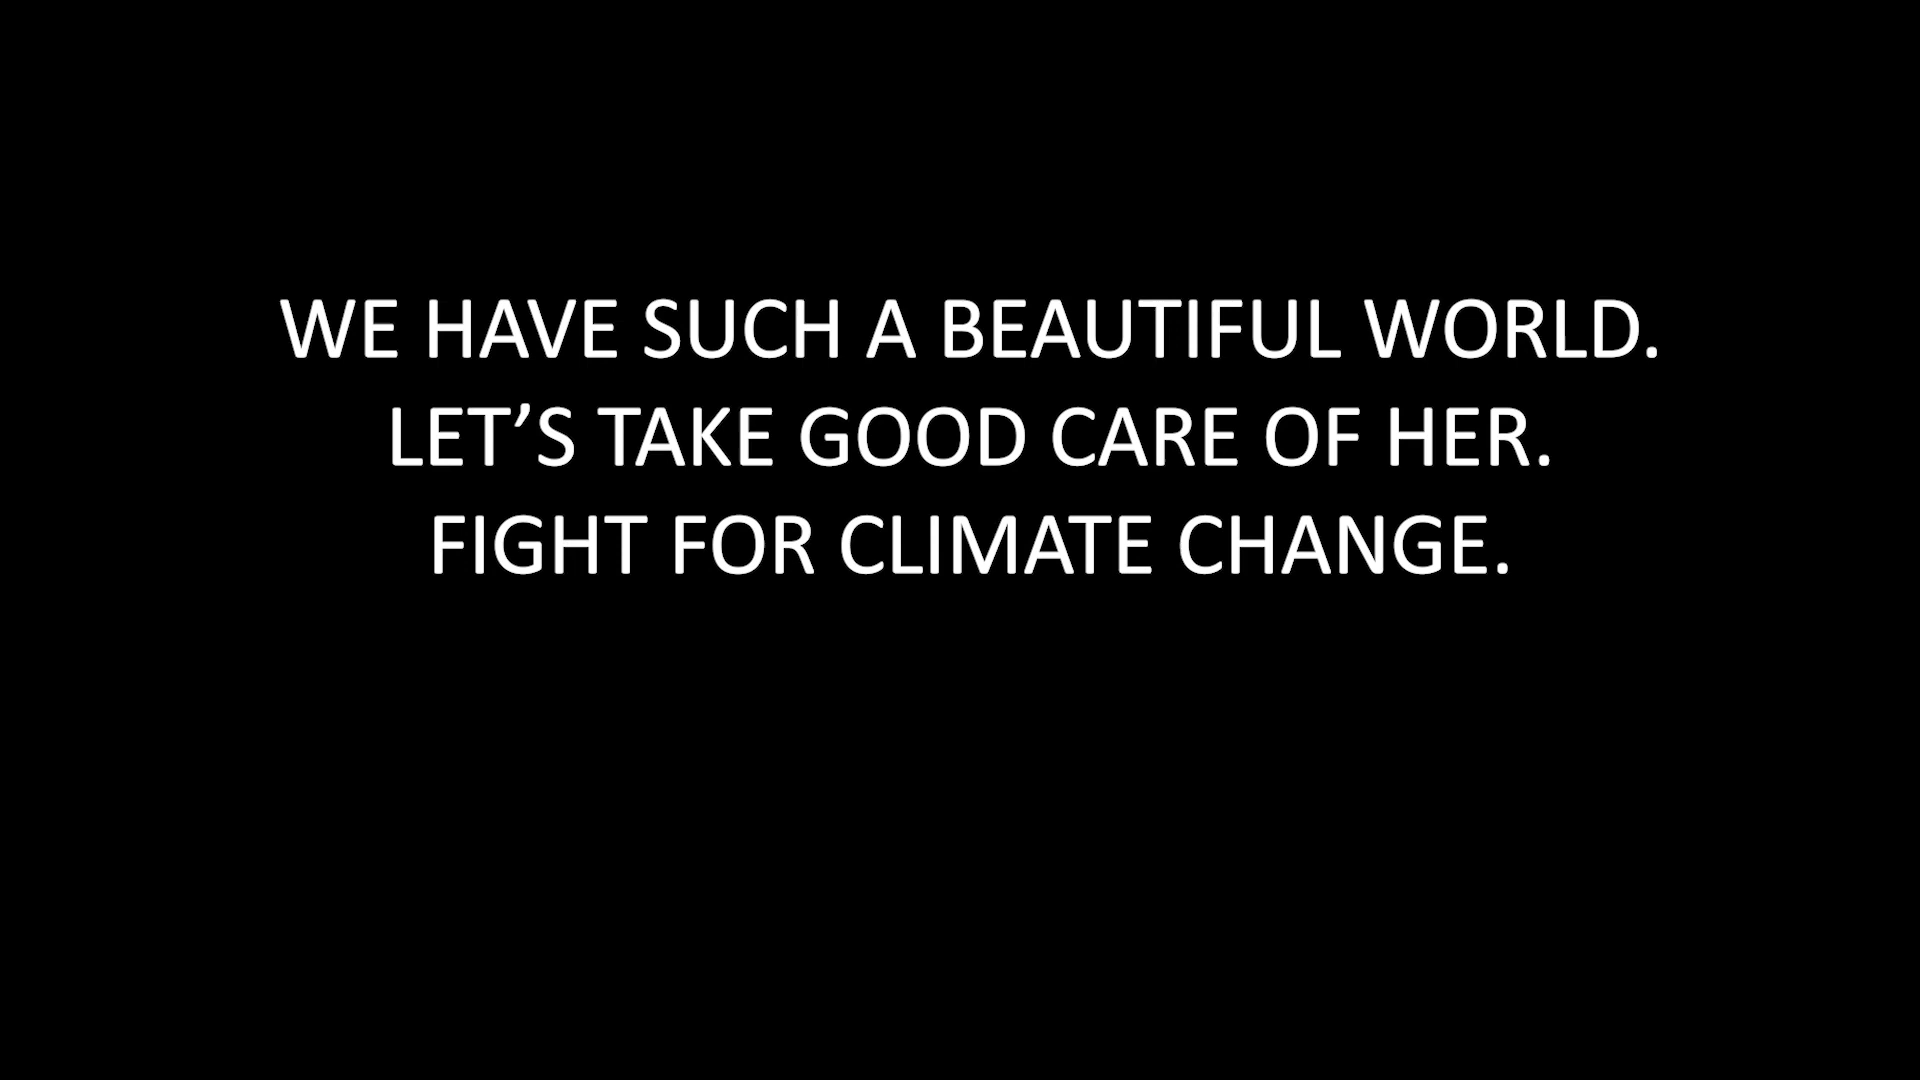 WE HAVE SUCH A BEAUTIFUL WORLD.
LET’S TAKE GOOD CARE OF HER.
FIGHT FOR CLIMATE CHANGE.